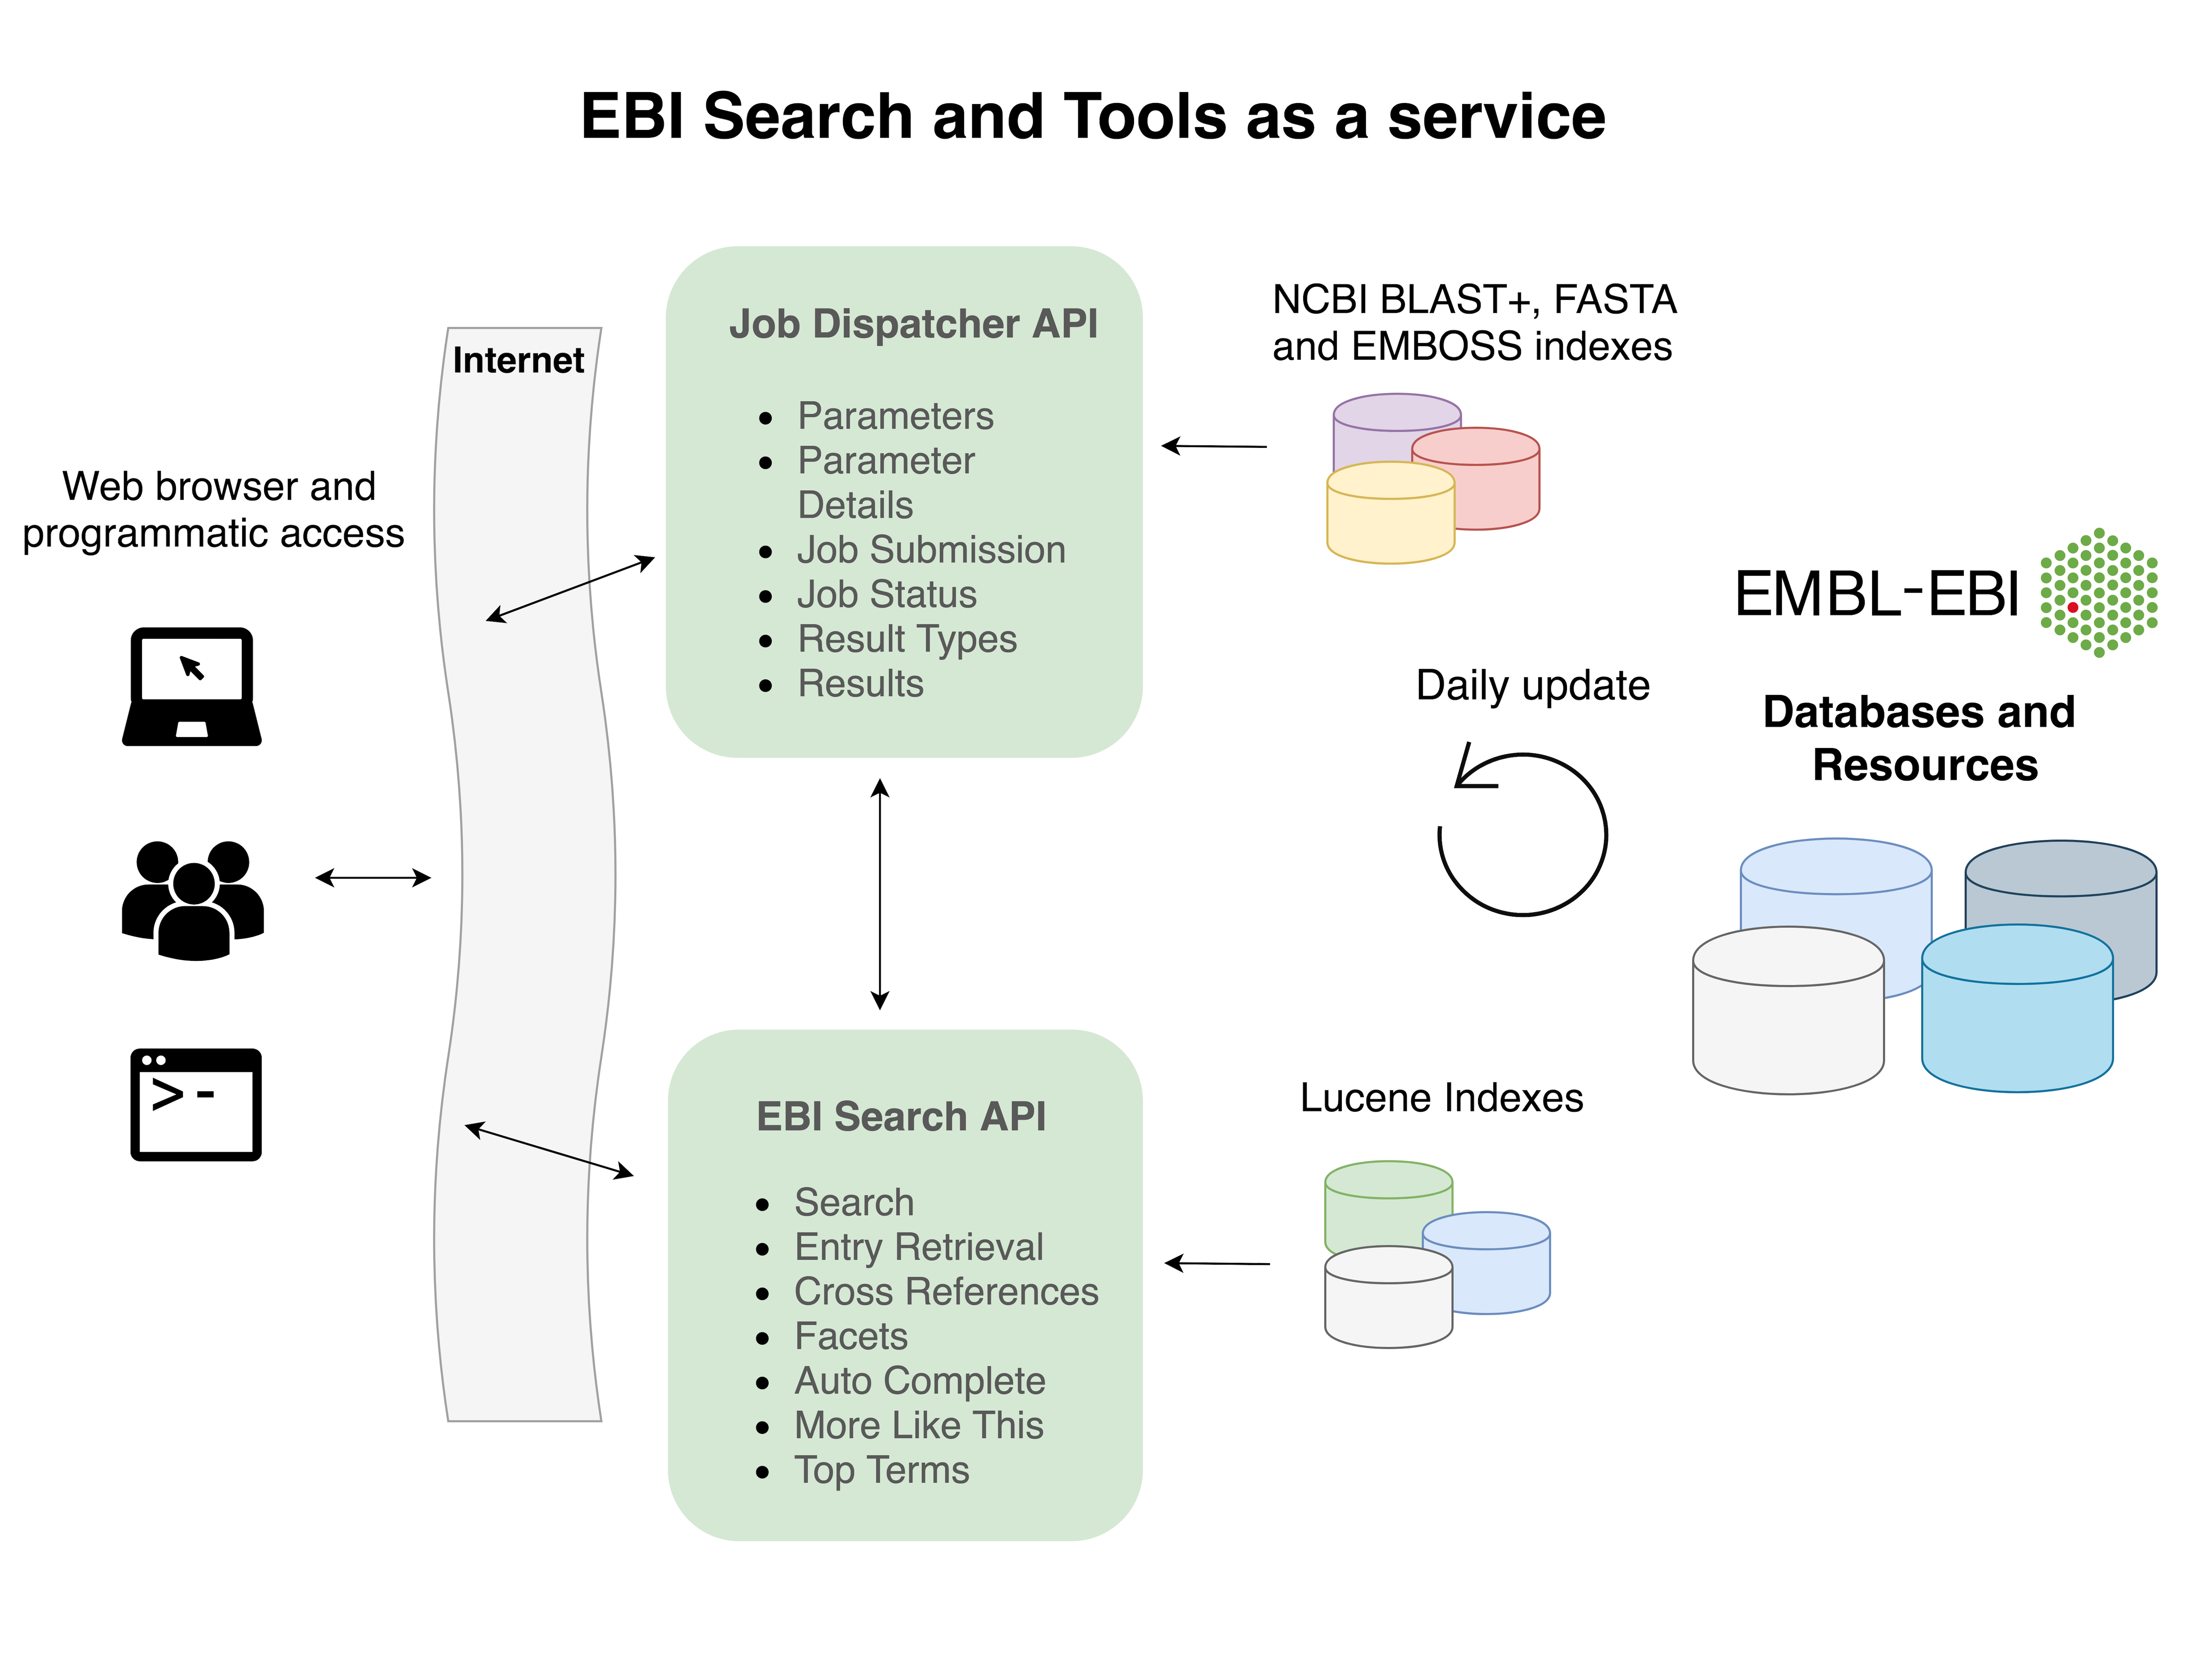 EBI Search and Tools as a service
Web browser and
programmatic access
Internet
Job Dispatcher API
Parameters
Parameter
Details
Job Submission
Job Status
Result Types
Results
EBI Search API
Search
Entry Retrieval
Cross References
Facets
Auto Complete
More Like This
Top Terms
NCBI BLAST+, FASTA
and EMBOSS indexes
Daily update
Lucene Indexes
EMBL-EBI
Databases and
Resources
>-